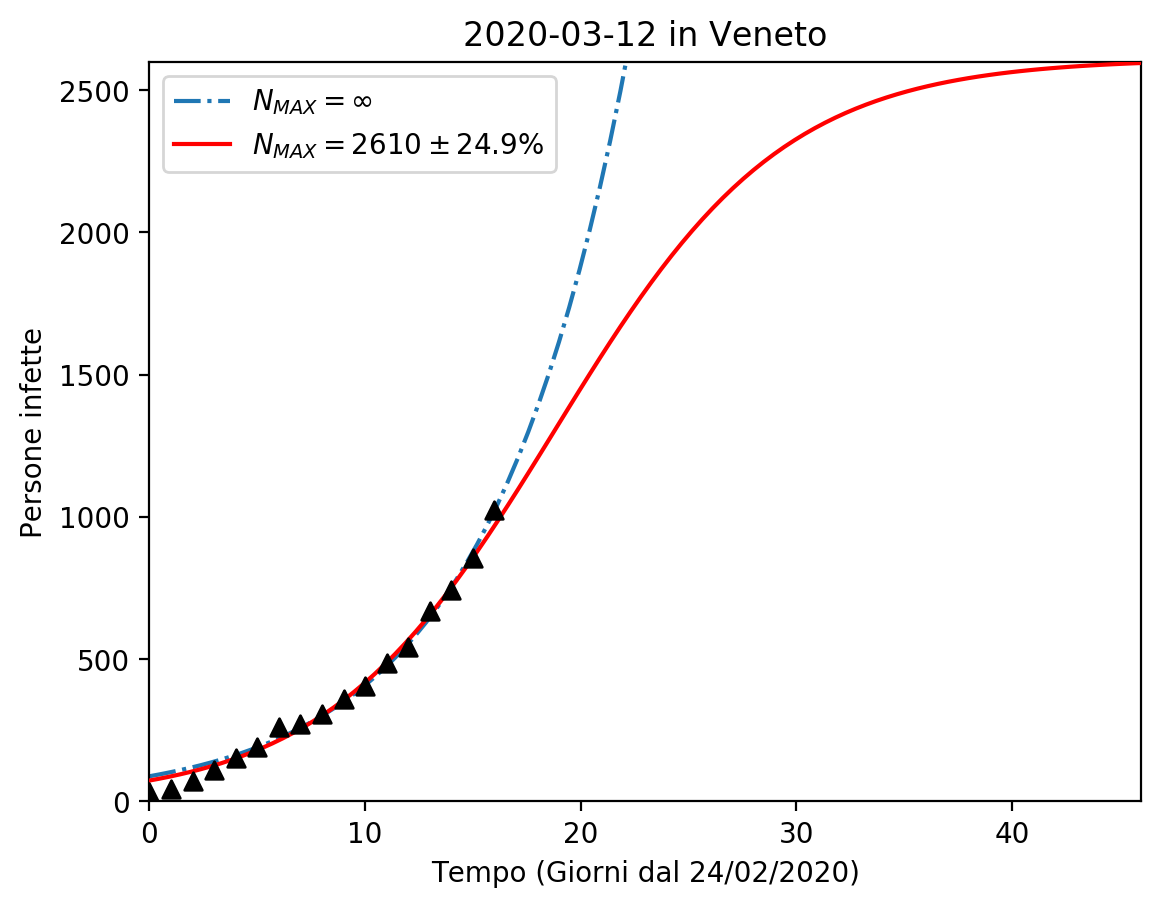 2020-03-12 in Veneto
N_MAX = ∞
N_MAX = 2610 ± 24.9%
2500
2000
1500
1000
500
0
Persone infette
0 10 20 30 40
Tempo (Giorni dal 24/02/2020)